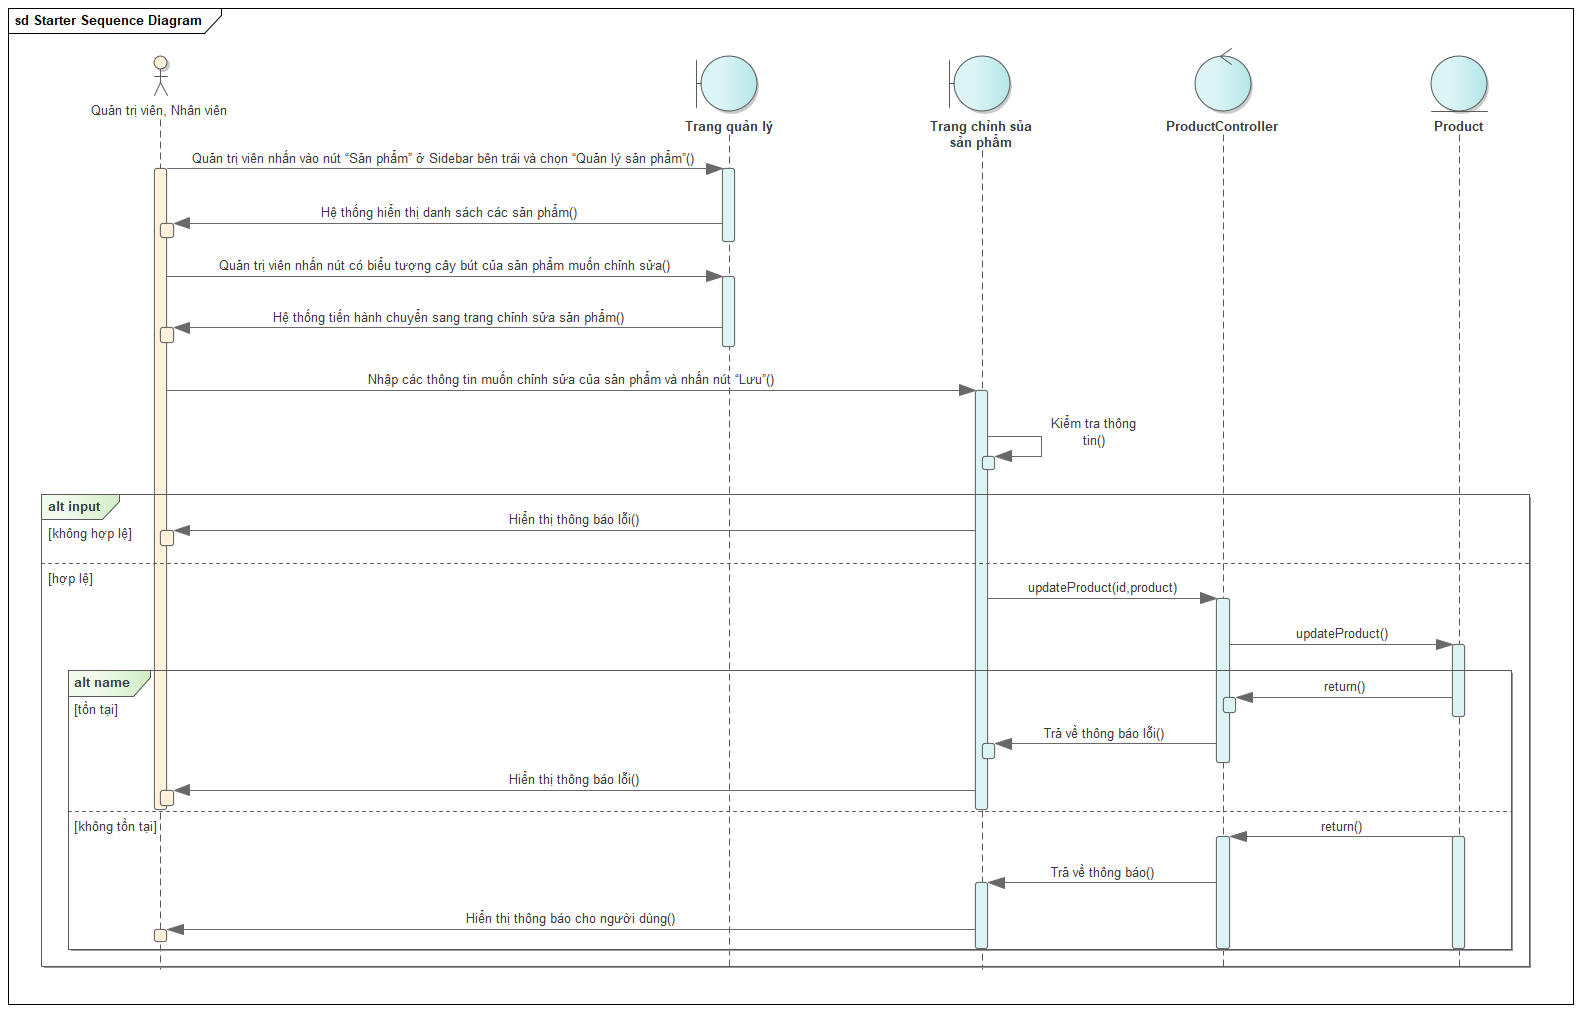 sd Starter Sequence Diagram
Quản trị viên, Nhân viên
Trang quản lý
Trang chỉnh sủa
sản phẩm
ProductController
Product
Quản trị viên nhấn vào nút “Sản phẩm” ở Sidebar bên trái và chọn “Quản lý sản phẩm”()
Hệ thống hiển thị danh sách các sản phẩm()
Quản trị viên nhấn nút có biểu tượng cây bút của sản phẩm muốn chỉnh sửa()
Hệ thống tiến hành chuyển sang trang chỉnh sửa sản phẩm()
Nhập các thông tin muốn chỉnh sửa của sản phẩm và nhấn nút “Lưu”()
Kiểm tra thông
tin()
alt input
[không hợp lệ]
Hiển thị thông báo lỗi()
[hợp lệ]
updateProduct(id,product)
updateProduct()
alt name
[tồn tại]
return()
Trả về thông báo lỗi()
Hiển thị thông báo lỗi()
[không tồn tại]
return()
Trả về thông báo()
Hiển thị thông báo cho người dùng()